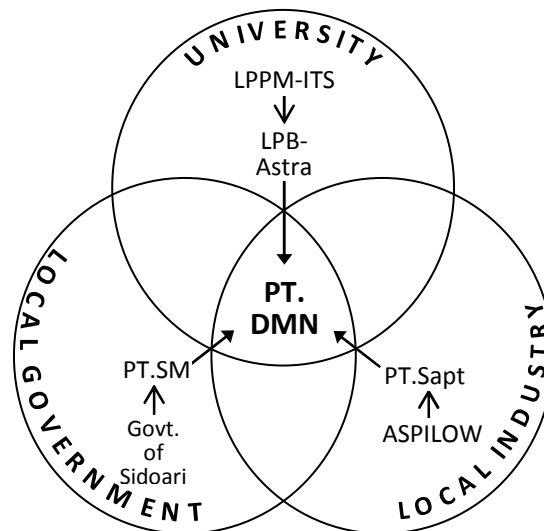 UNIVERSITY
LPPM-ITS
LPB-
Astra
PT.
DMN
LOCAL GOVERNMENT
PT.SM
Govt.
of
Sidoari
LOCAL INDUSTRY
PT.Sapt
ASPILOW